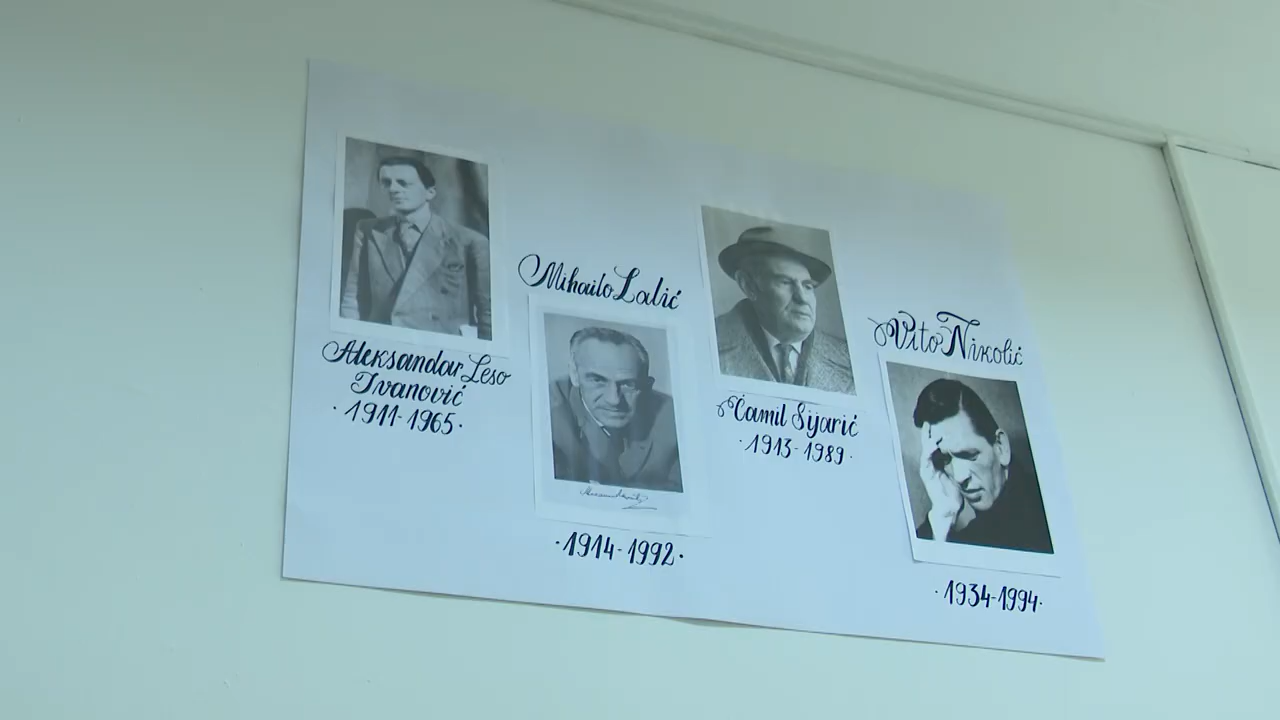 Aleksandar Leso
Ivanović
·1911-1965·
Mihailo Lalić
·1914-1992·
Ćamil Sijarić
·1913-1989·
Vito Nikolić
·1934-1994·